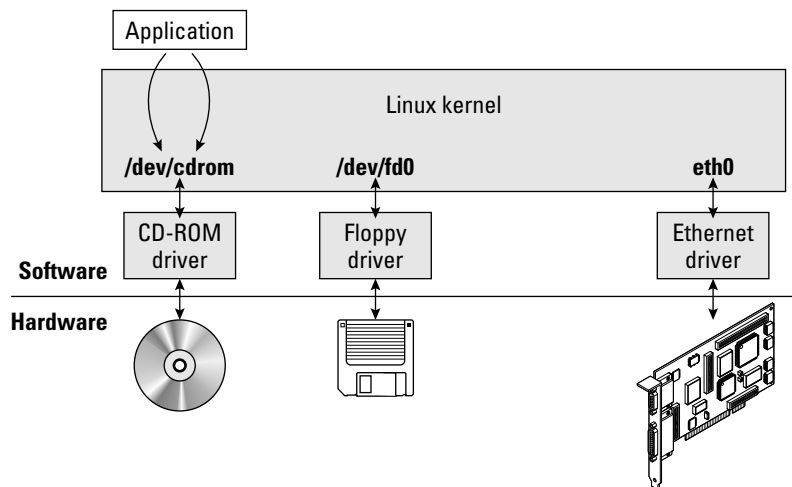 Application
Linux kernel
/dev/cdrom
/dev/fd0
eth0
CD-ROM
driver
Floppy
driver
Ethernet
driver
Software
Hardware